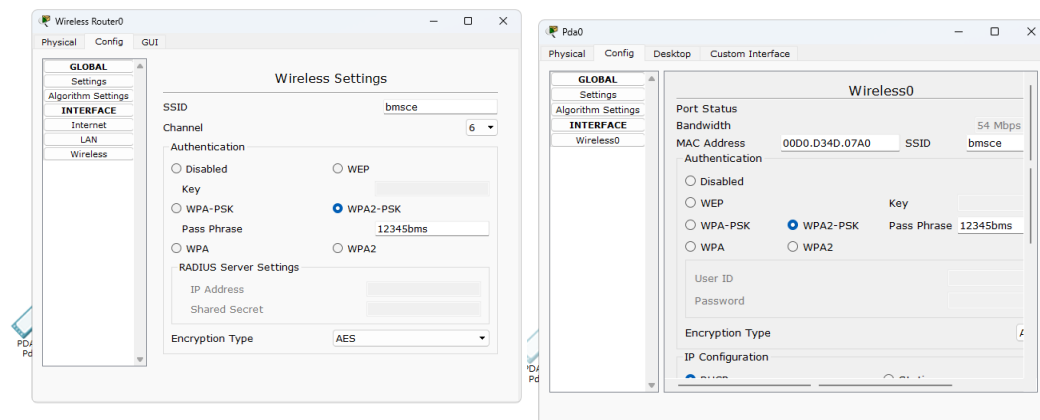 Wireless Router0
Physical Config GUI
GLOBAL
Settings
Algorithm Settings
INTERFACE
Internet
LAN
Wireless
Wireless Settings
SSID bmsce
Channel 6
Authentication
Disabled WEP
Key
WPA-PSK WPA2-PSK
Pass Phrase 12345bms
WPA WPA2
RADIUS Server Settings
IP Address
Shared Secret
Encryption Type AES
Pda0
Physical Config Desktop Custom Interface
GLOBAL
Settings
Algorithm Settings
INTERFACE
Wireless0
Wireless0
Port Status
Bandwidth 54 Mbps
MAC Address 00D0.D34D.07A0 SSID bmsce
Authentication
Disabled
WEP Key
WPA-PSK WPA2-PSK Pass Phrase 12345bms
WPA WPA2
User ID
Password
Encryption Type
IP Configuration